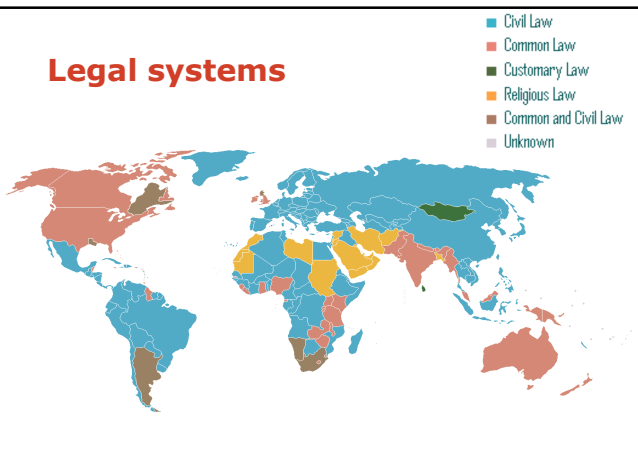 Legal systems
Civil Law
Common Law
Customary Law
Religious Law
Common and Civil Law
Unknown